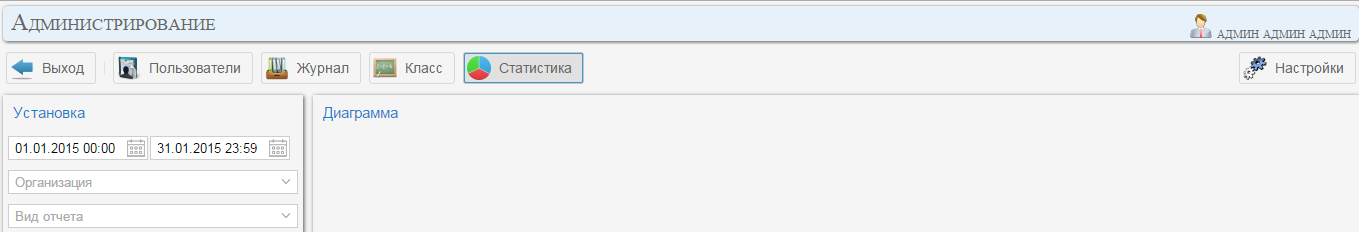 Администрирование
АДМИН АДМИН АДМИН
Выход Пользователи Журнал Класс Статистика Настройки
Установка Диаграмма
01.01.2015 00:00 31.01.2015 23:59
Организация
Вид отчета